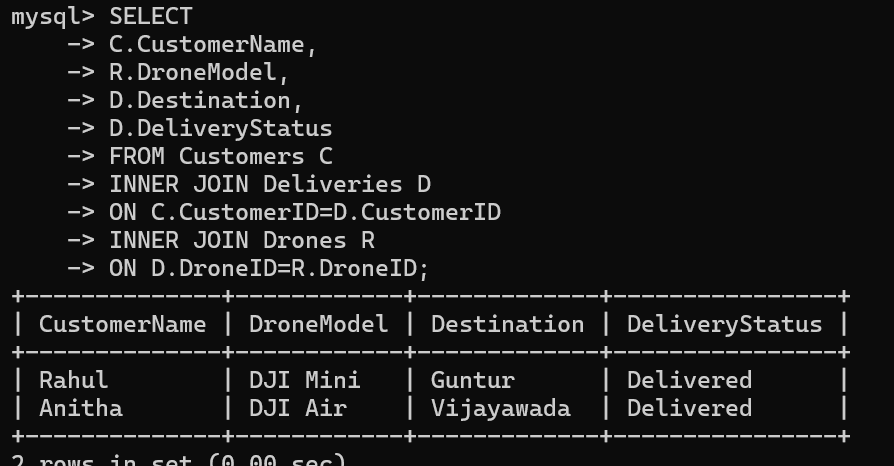 mysql> SELECT
    -> C.CustomerName,
    -> R.DroneModel,
    -> D.Destination,
    -> D.DeliveryStatus
    -> FROM Customers C
    -> INNER JOIN Deliveries D
    -> ON C.CustomerID=D.CustomerID
    -> INNER JOIN Drones R
    -> ON D.DroneID=R.DroneID;
+--------------+------------+-------------+----------------+
| CustomerName | DroneModel | Destination | DeliveryStatus |
+--------------+------------+-------------+----------------+
| Rahul        | DJI Mini   | Guntur      | Delivered      |
| Anitha       | DJI Air    | Vijayawada  | Delivered      |
+--------------+------------+-------------+----------------+
2 rows in set (0.00 sec)